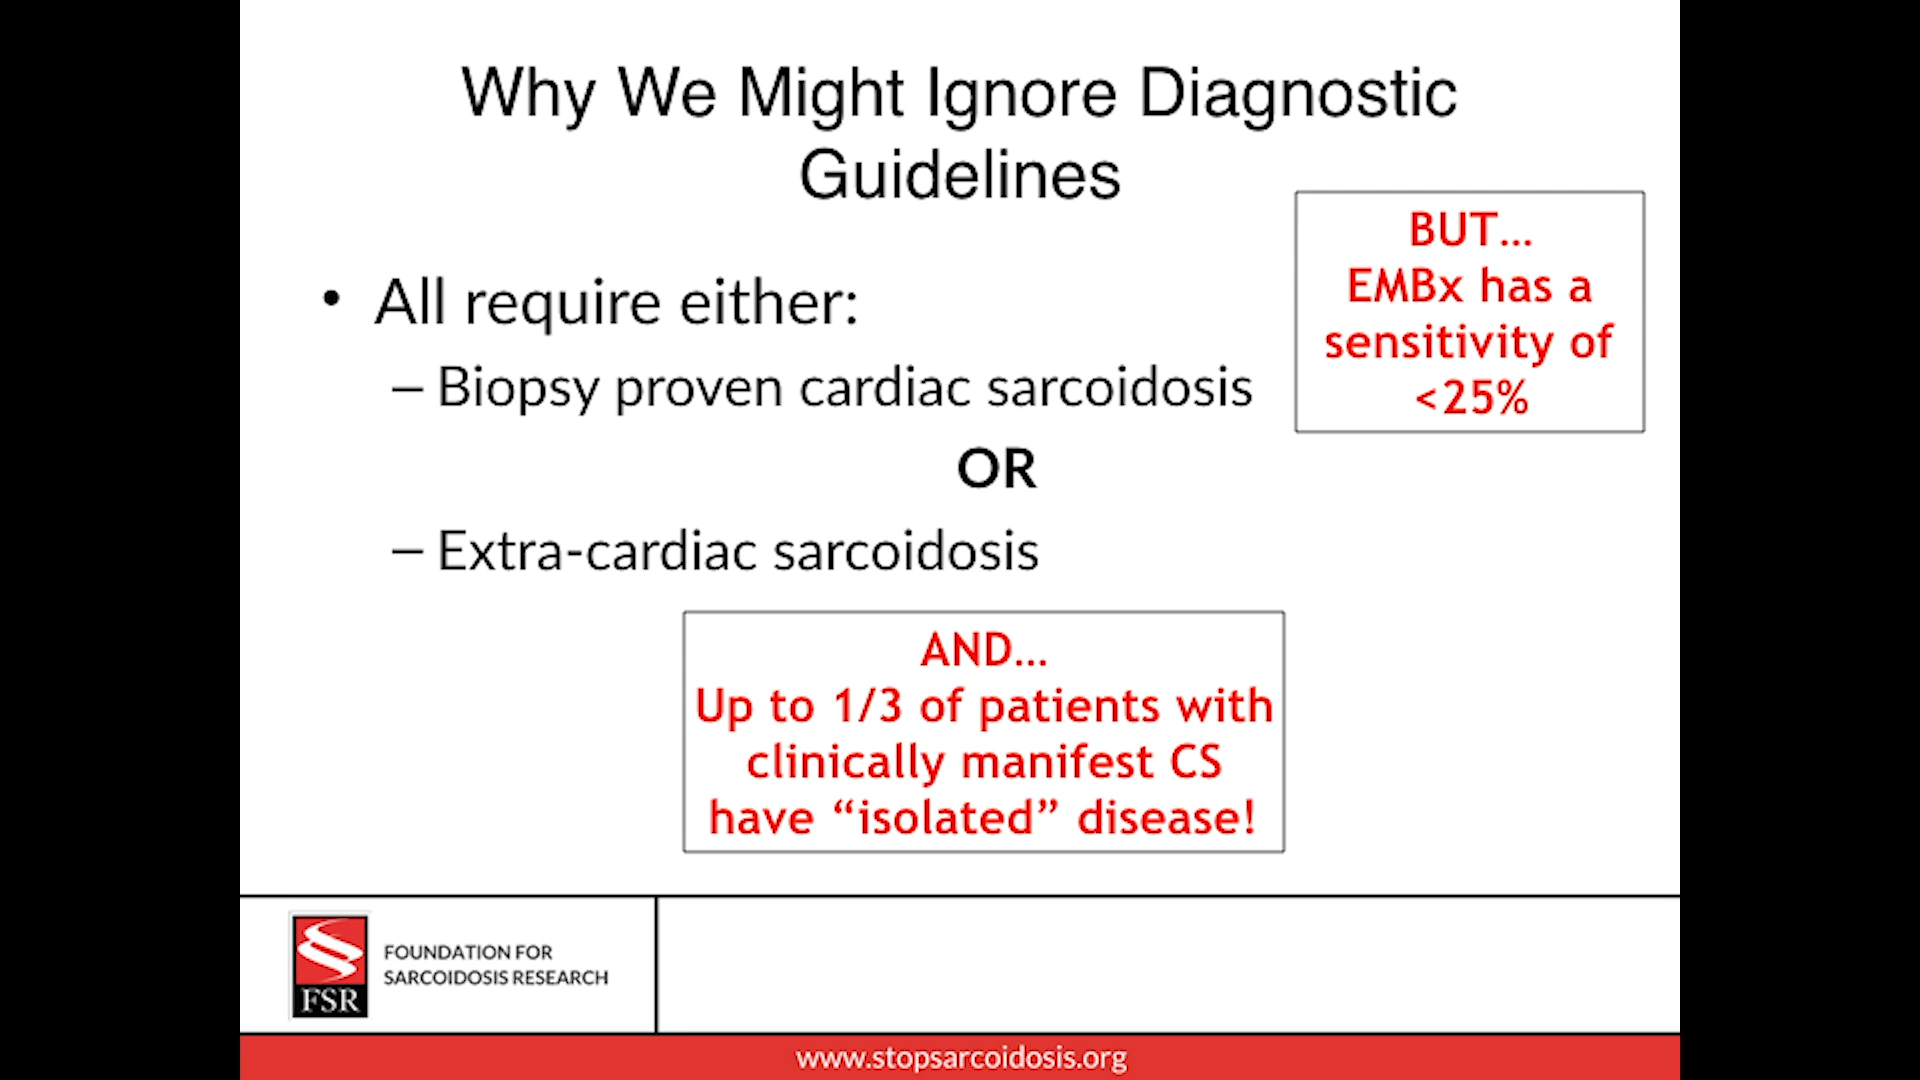 Why We Might Ignore Diagnostic
Guidelines
• All require either:
– Biopsy proven cardiac sarcoidosis
BUT...
EMBx has a
sensitivity of
<25%
OR
– Extra-cardiac sarcoidosis
AND...
Up to 1/3 of patients with
clinically manifest CS
have “isolated” disease!
FSR
FOUNDATION FOR
SARCOIDOSIS RESEARCH
www.stopsarcoidosis.org